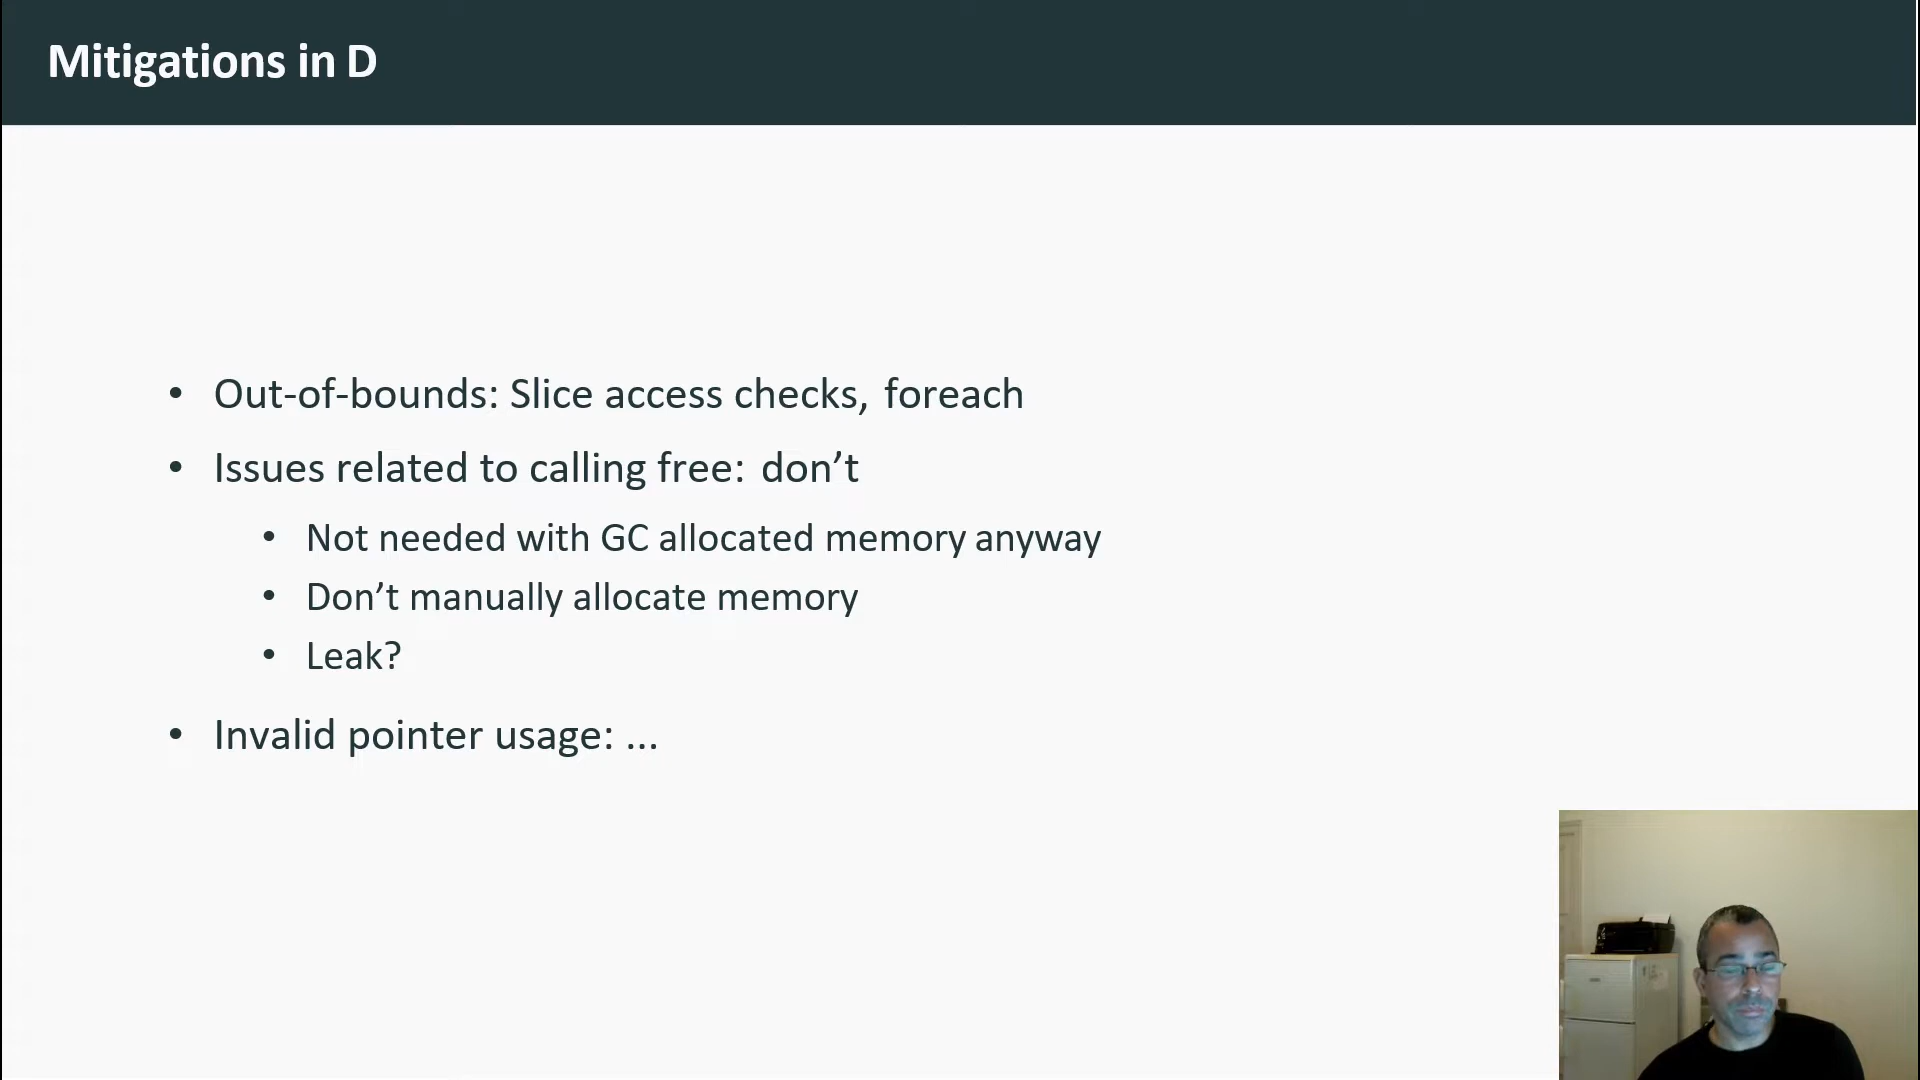 Mitigations in D
• Out-of-bounds: Slice access checks, foreach
• Issues related to calling free: don’t
• Not needed with GC allocated memory anyway
• Don’t manually allocate memory
• Leak?
• Invalid pointer usage: ...